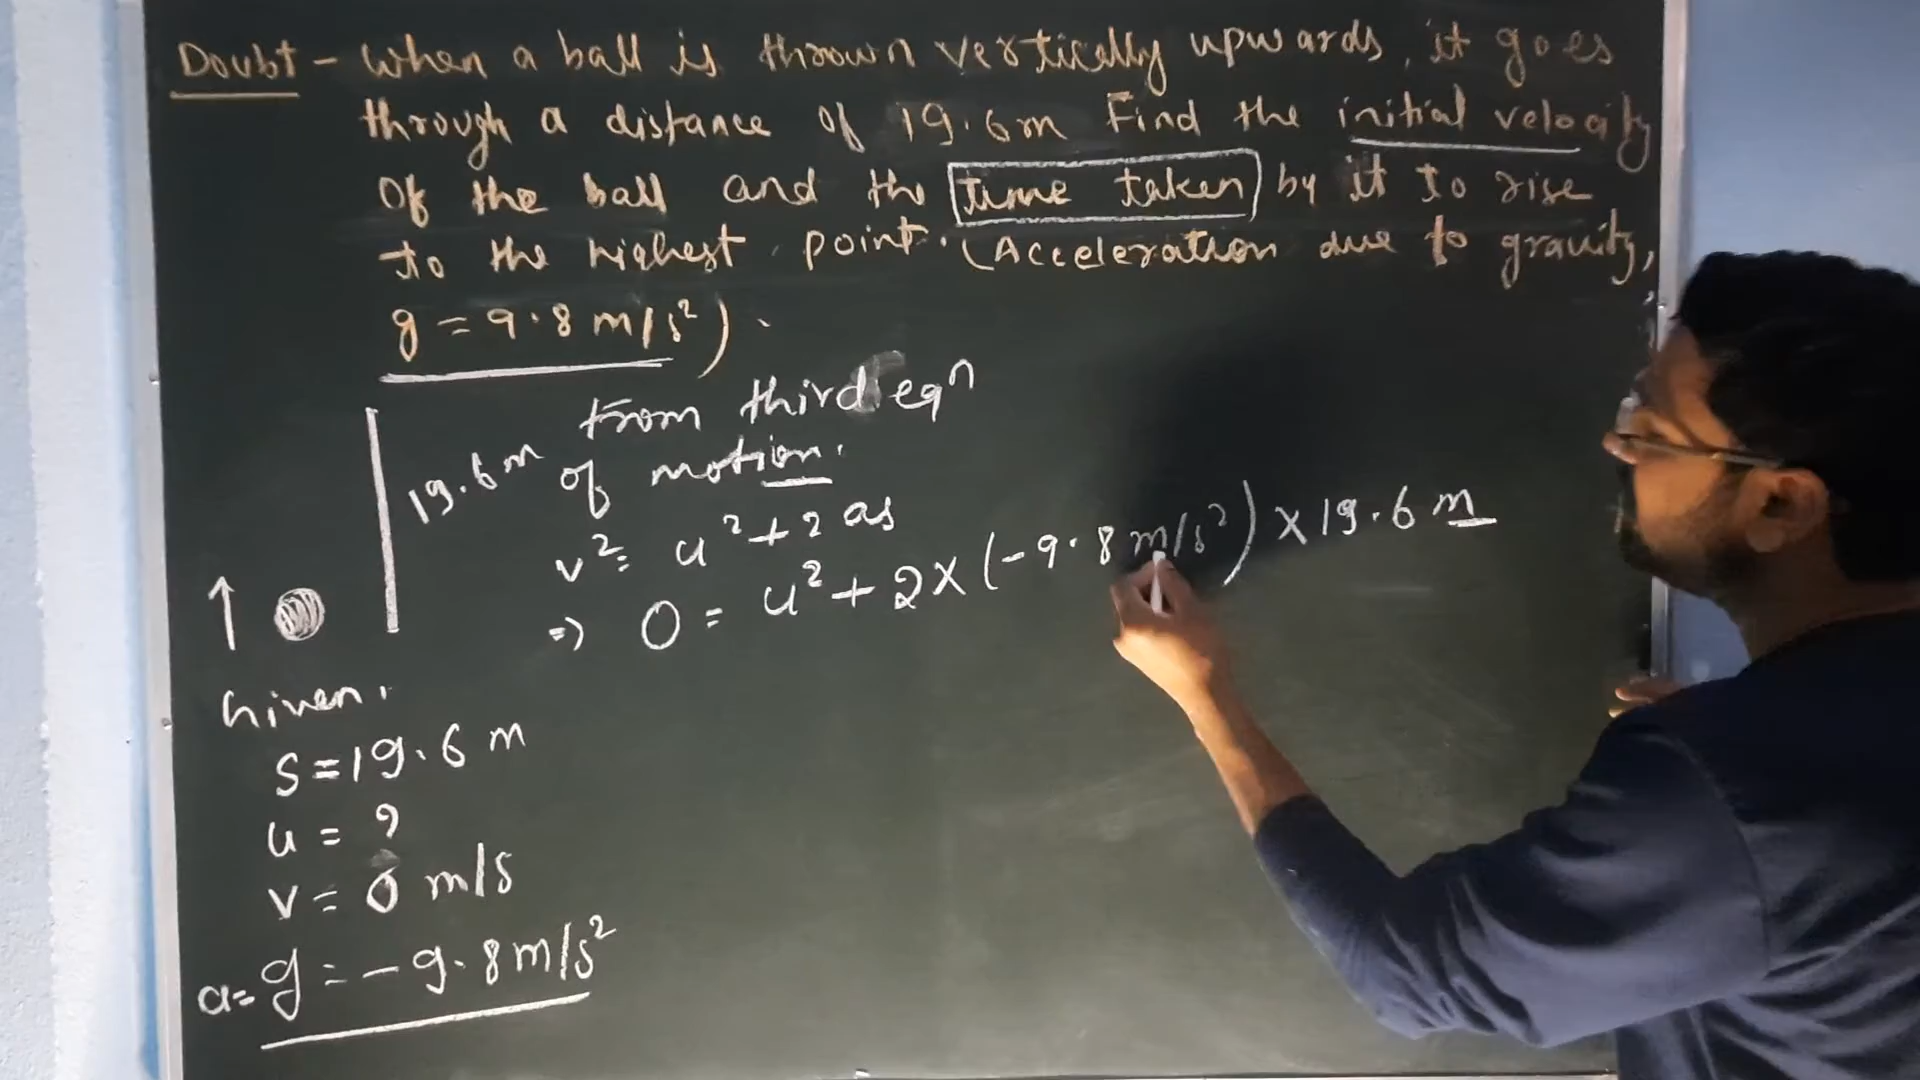 Doubt - When a ball is thrown vertically upwards, it goes
through a distance of 19.6m Find the initial velocity
of the ball and the time taken by it to rise
to the highest point. (Acceleration due to gravity,
g = 9.8 m/s²).
19.6 m
From third eqn
of motion.
v² = u² + 2 as
=> 0 = u² + 2 × (-9.8 m/s²) × 19.6 m
Given.
S = 19.6 m
u = ?
v = 0 m/s
a = g = -9.8 m/s²